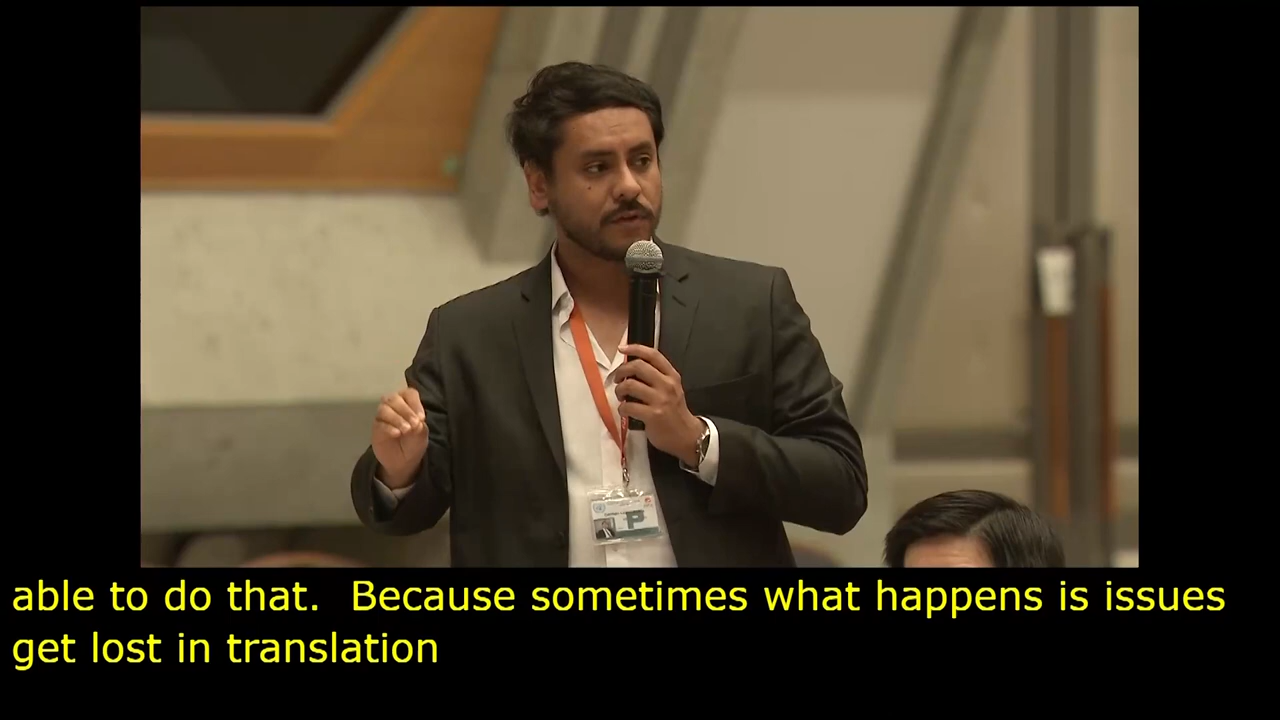 P
able to do that.  Because sometimes what happens is issues
get lost in translation